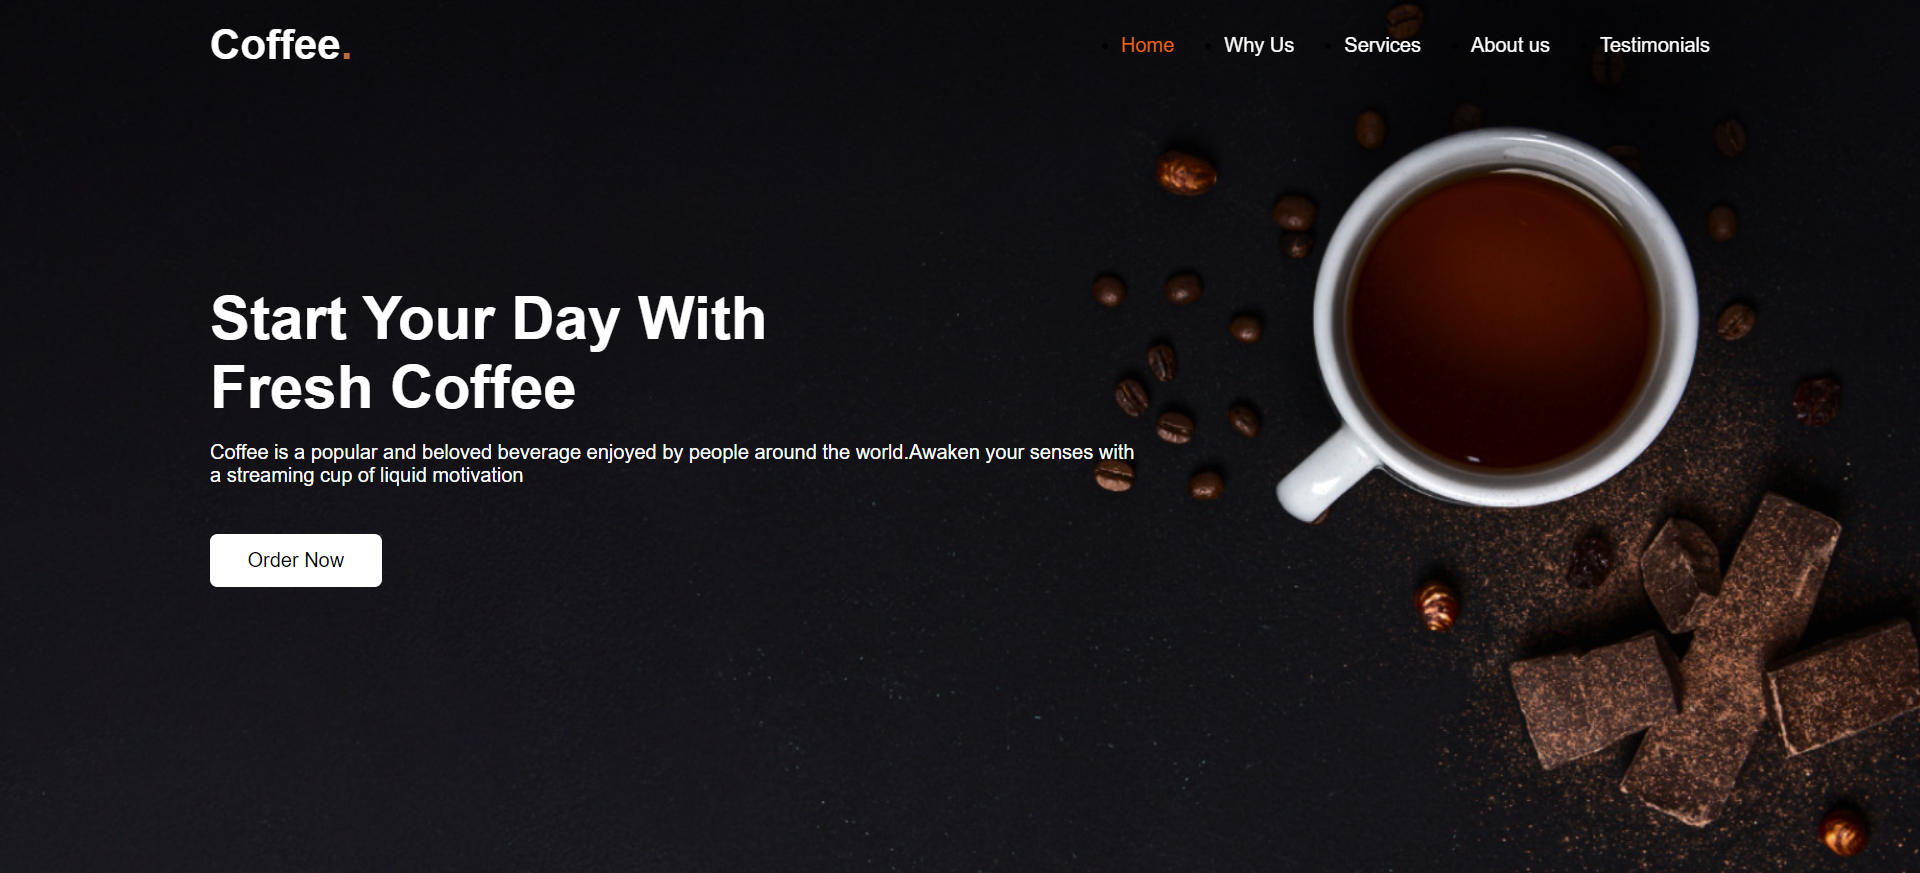 Coffee.
Home Why Us Services About us Testimonials
Start Your Day With
Fresh Coffee
Coffee is a popular and beloved beverage enjoyed by people around the world.Awaken your senses with
a streaming cup of liquid motivation
Order Now